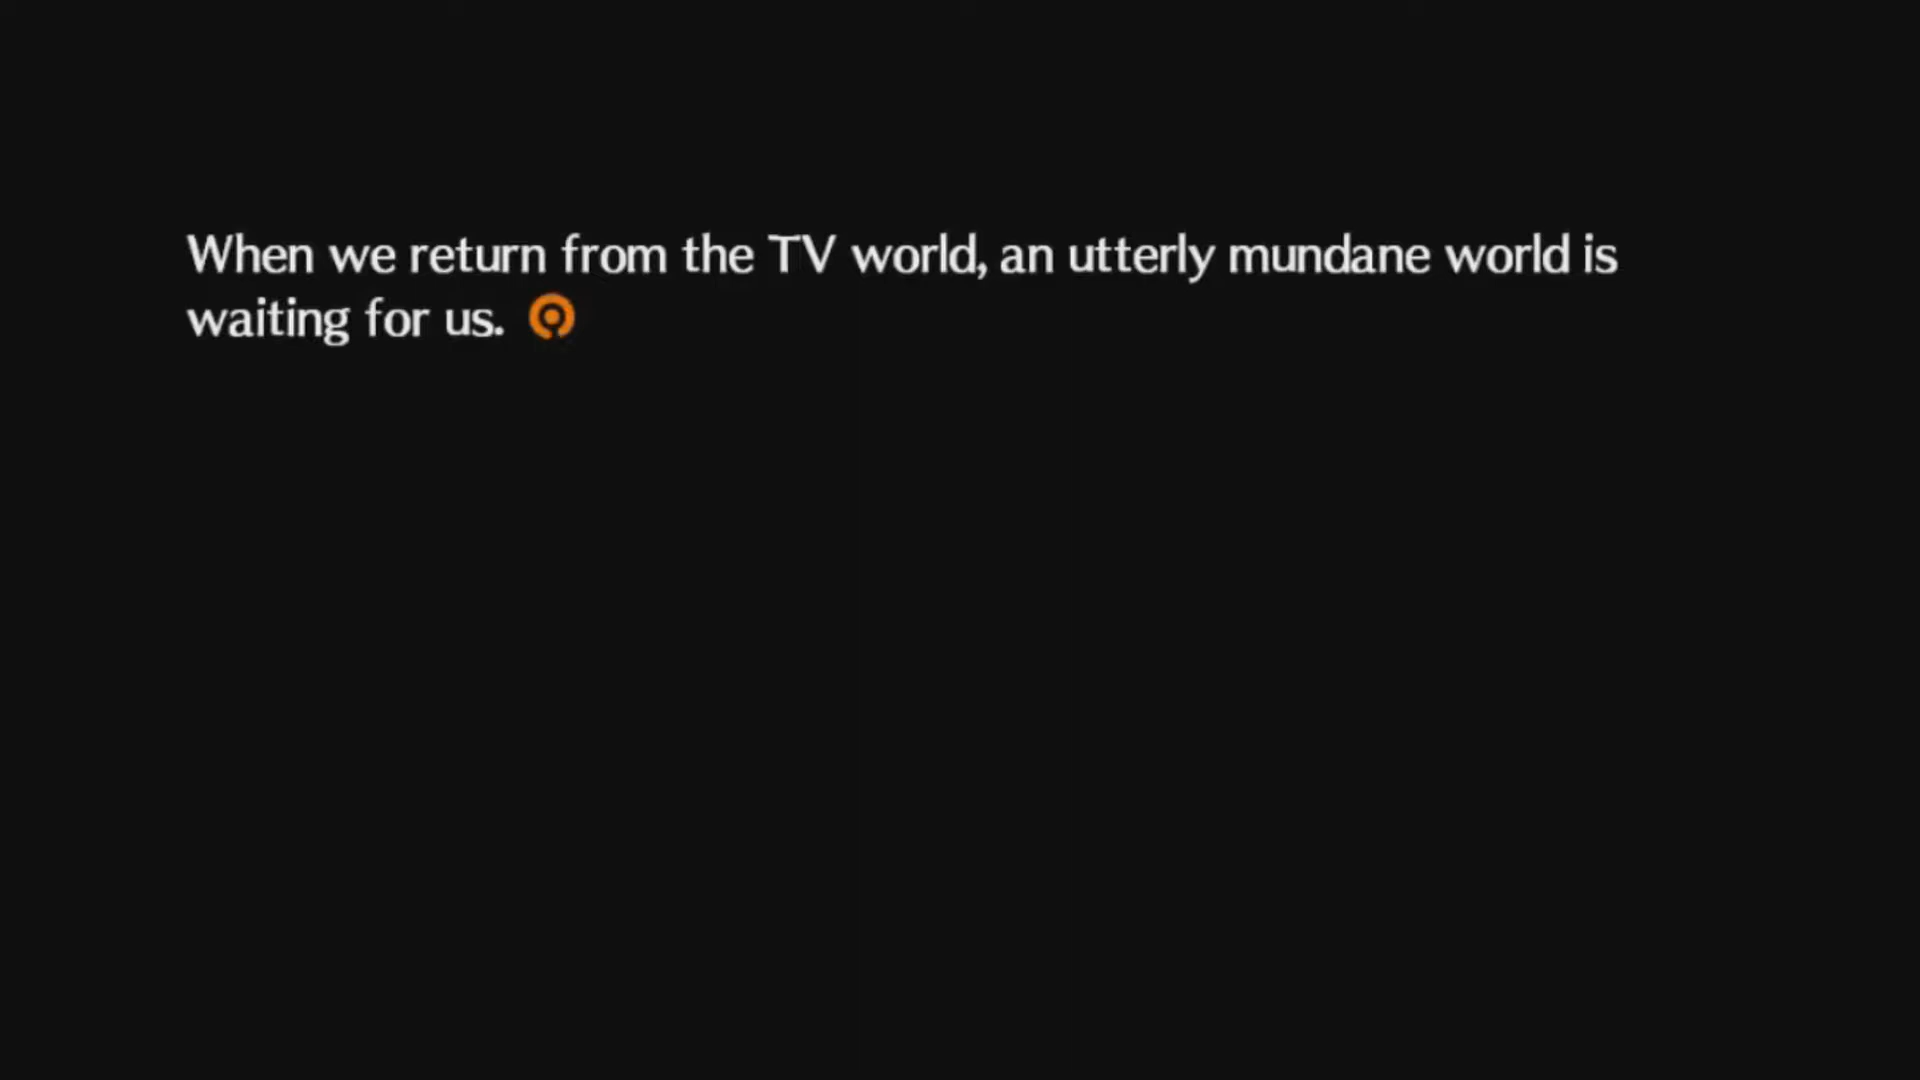 When we return from the TV world, an utterly mundane world is
waiting for us.